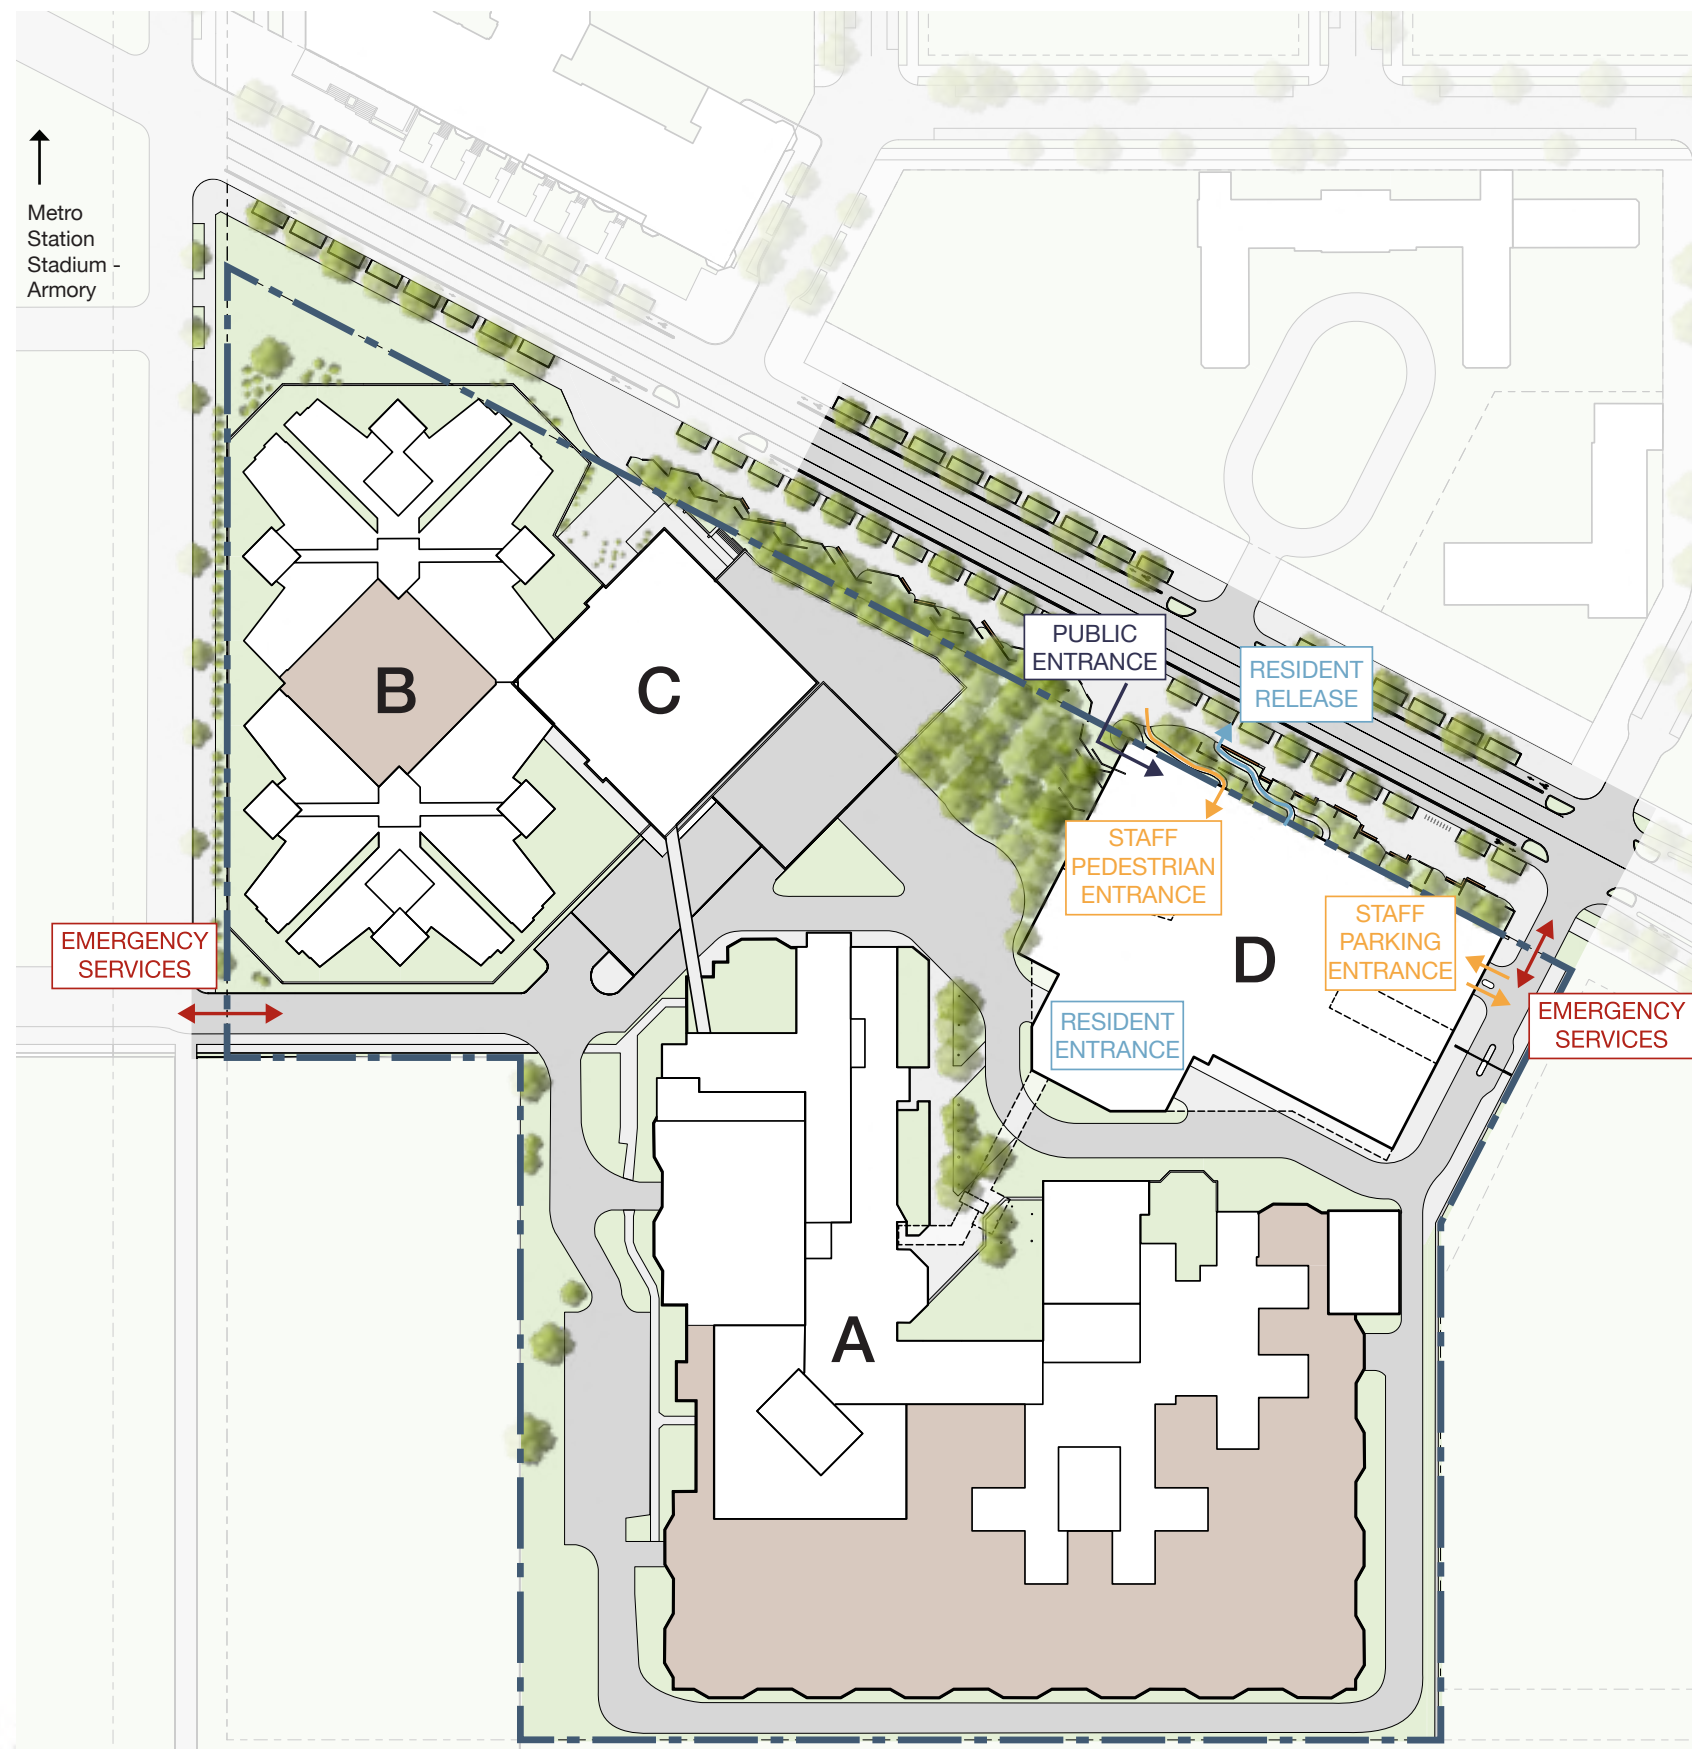 Metro
Station
Stadium -
Armory
PUBLIC
ENTRANCE
RESIDENT
RELEASE
B
C
STAFF
PEDESTRIAN
ENTRANCE
STAFF
PARKING
ENTRANCE
D
EMERGENCY
SERVICES
RESIDENT
ENTRANCE
EMERGENCY
SERVICES
A